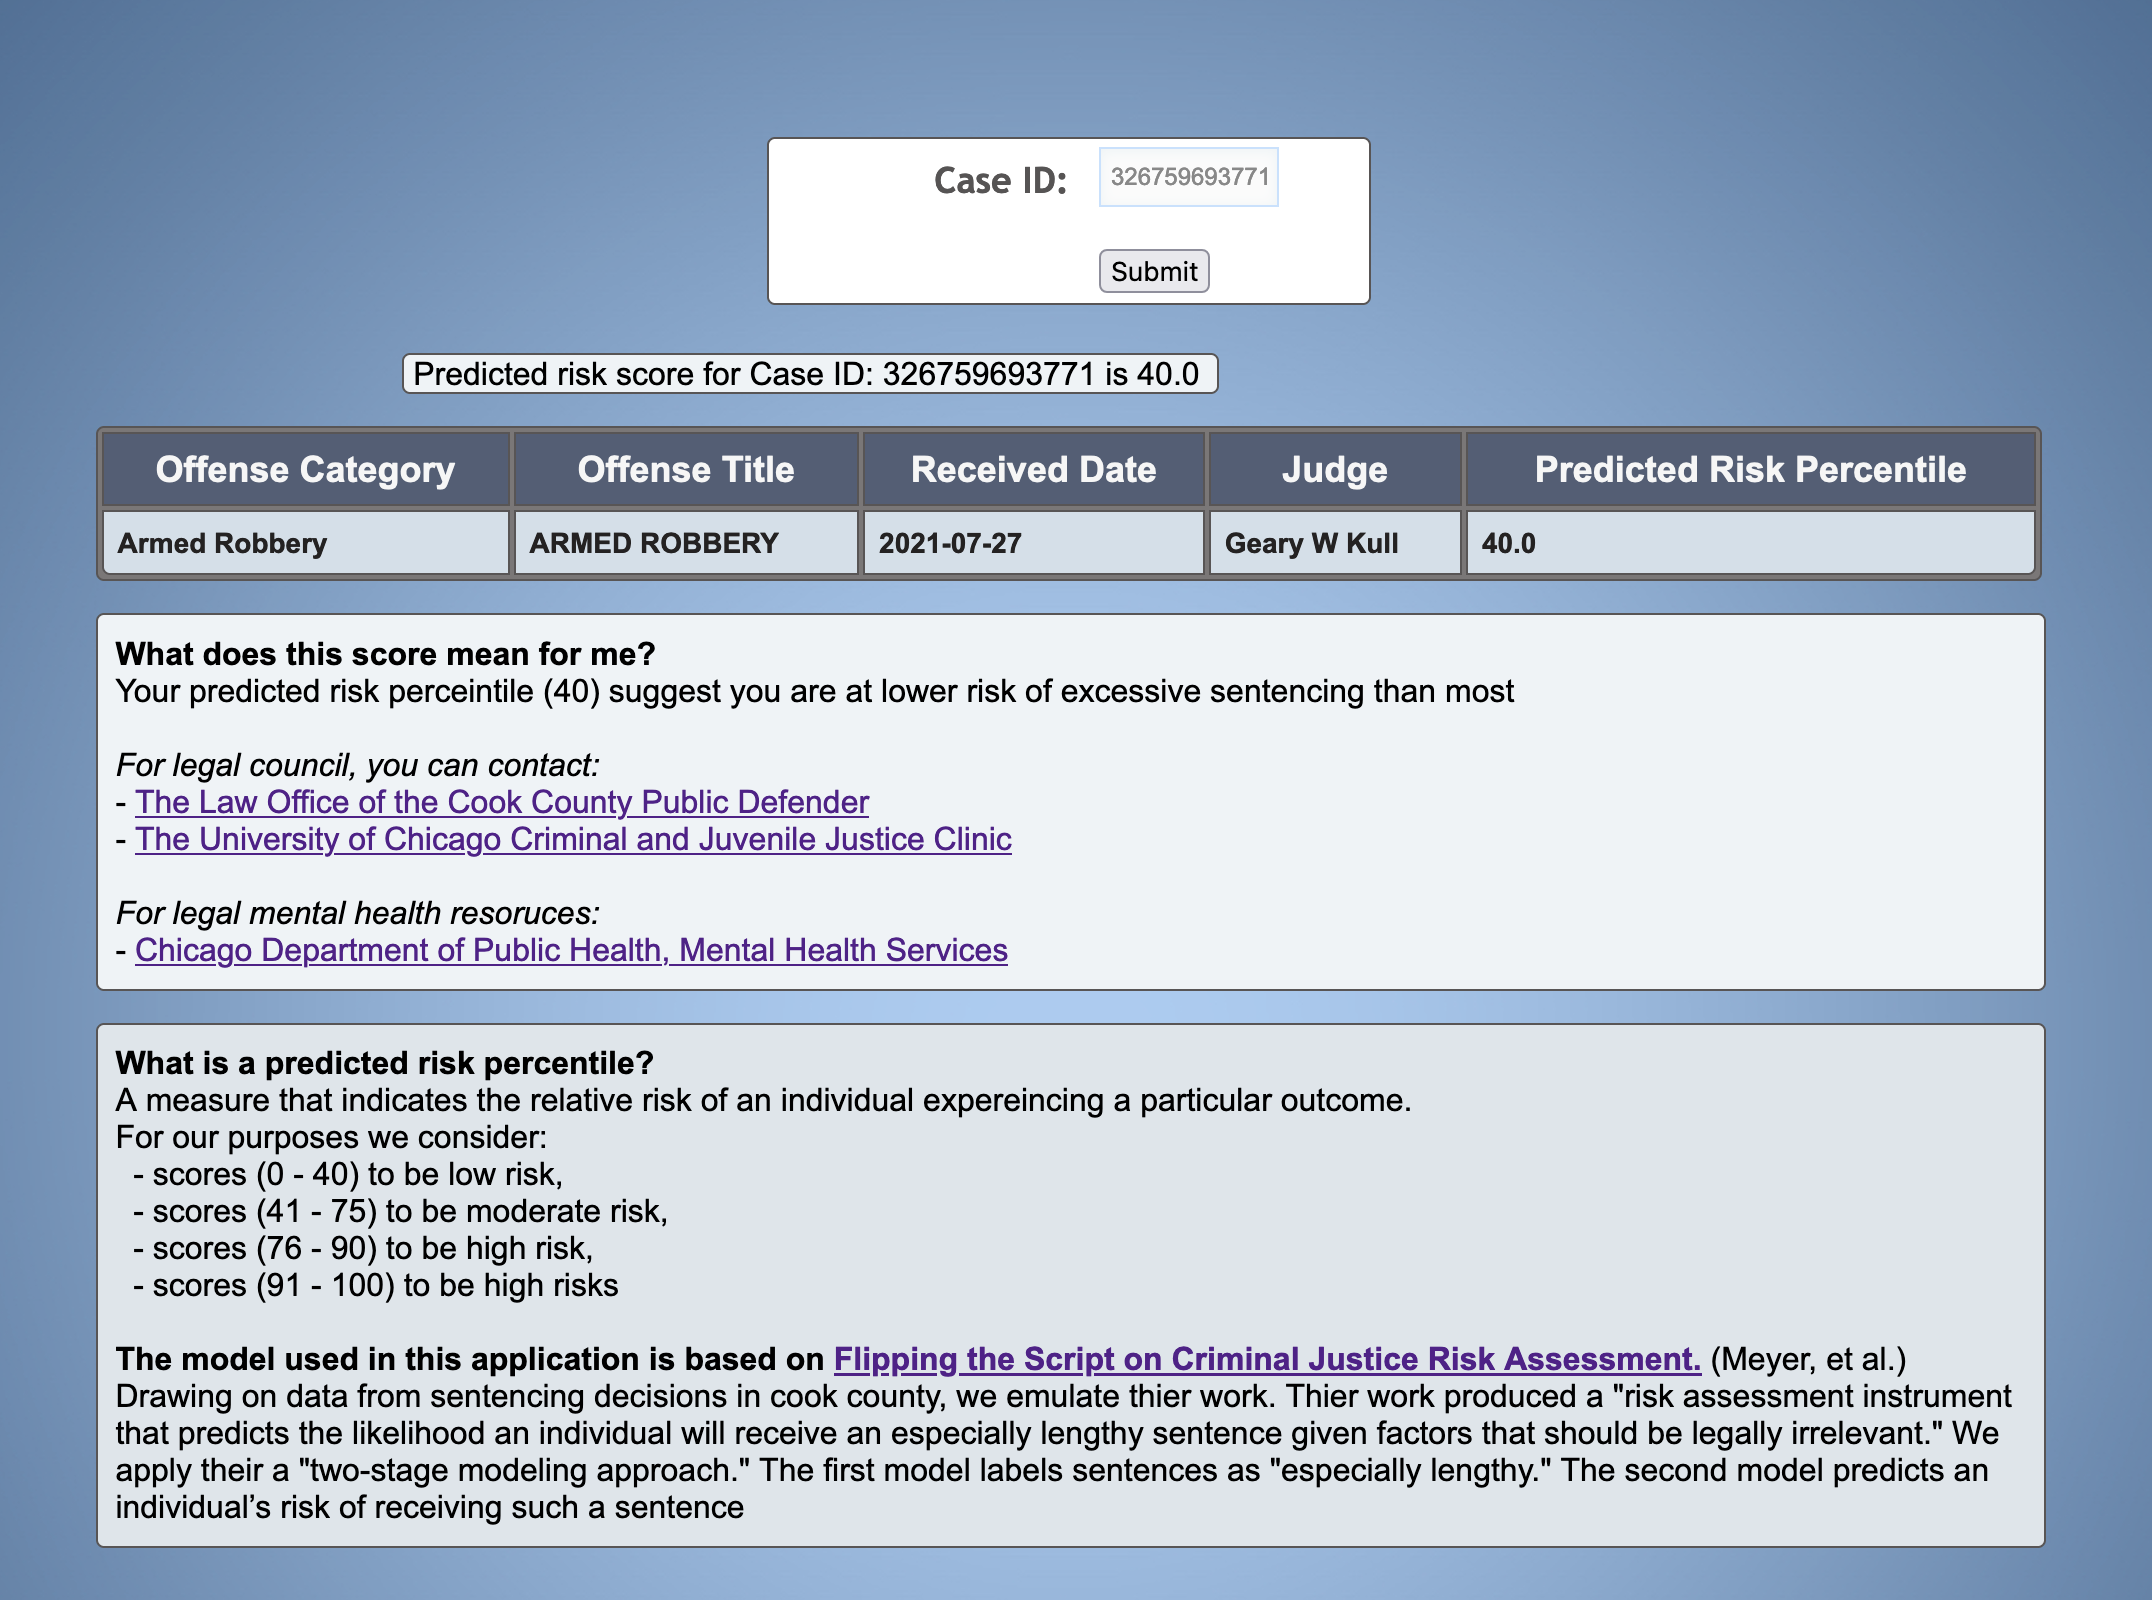 Case ID: 326759693771
Submit
Predicted risk score for Case ID: 326759693771 is 40.0
Offense Category Offense Title Received Date Judge Predicted Risk Percentile
Armed Robbery ARMED ROBBERY 2021-07-27 Geary W Kull 40.0
What does this score mean for me?
Your predicted risk perceintile (40) suggest you are at lower risk of excessive sentencing than most
For legal council, you can contact:
- The Law Office of the Cook County Public Defender
- The University of Chicago Criminal and Juvenile Justice Clinic
For legal mental health resoruces:
- Chicago Department of Public Health, Mental Health Services
What is a predicted risk percentile?
A measure that indicates the relative risk of an individual expereincing a particular outcome.
For our purposes we consider:
- scores (0 - 40) to be low risk,
- scores (41 - 75) to be moderate risk,
- scores (76 - 90) to be high risk,
- scores (91 - 100) to be high risks
The model used in this application is based on Flipping the Script on Criminal Justice Risk Assessment. (Meyer, et al.)
Drawing on data from sentencing decisions in cook county, we emulate thier work. Thier work produced a "risk assessment instrument
that predicts the likelihood an individual will receive an especially lengthy sentence given factors that should be legally irrelevant." We
apply their a "two-stage modeling approach." The first model labels sentences as "especially lengthy." The second model predicts an
individual’s risk of receiving such a sentence